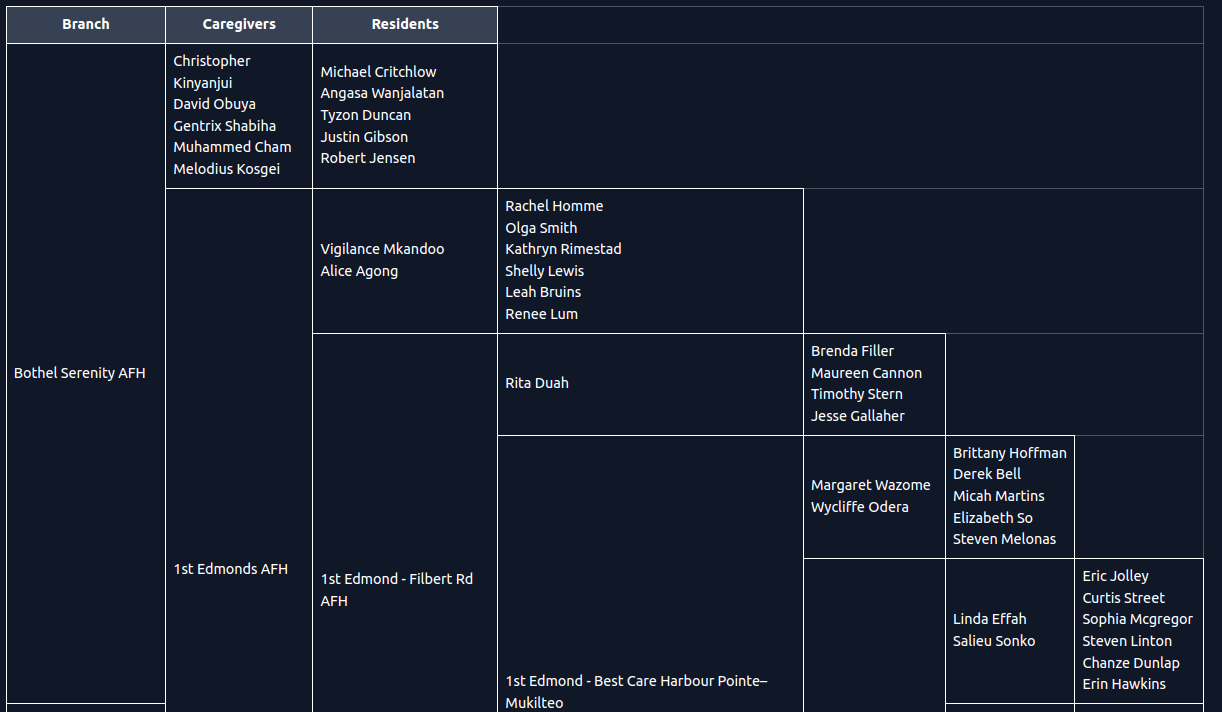 Branch
Caregivers
Residents
Christopher
Kinyanjui
David Obuya
Gentrix Shabiha
Muhammed Cham
Melodius Kosgei
Michael Critchlow
Angasa Wanjalatan
Tyzon Duncan
Justin Gibson
Robert Jensen
Bothel Serenity AFH
Vigilance Mkandoo
Alice Agong
Rachel Homme
Olga Smith
Kathryn Rimestad
Shelly Lewis
Leah Bruins
Renee Lum
1st Edmonds AFH
Rita Duah
Brenda Filler
Maureen Cannon
Timothy Stern
Jesse Gallaher
1st Edmond - Filbert Rd
AFH
Margaret Wazome
Wycliffe Odera
Brittany Hoffman
Derek Bell
Micah Martins
Elizabeth So
Steven Melonas
1st Edmond - Best Care Harbour Pointe–
Mukilteo
Linda Effah
Salieu Sonko
Eric Jolley
Curtis Street
Sophia Mcgregor
Steven Linton
Chanze Dunlap
Erin Hawkins